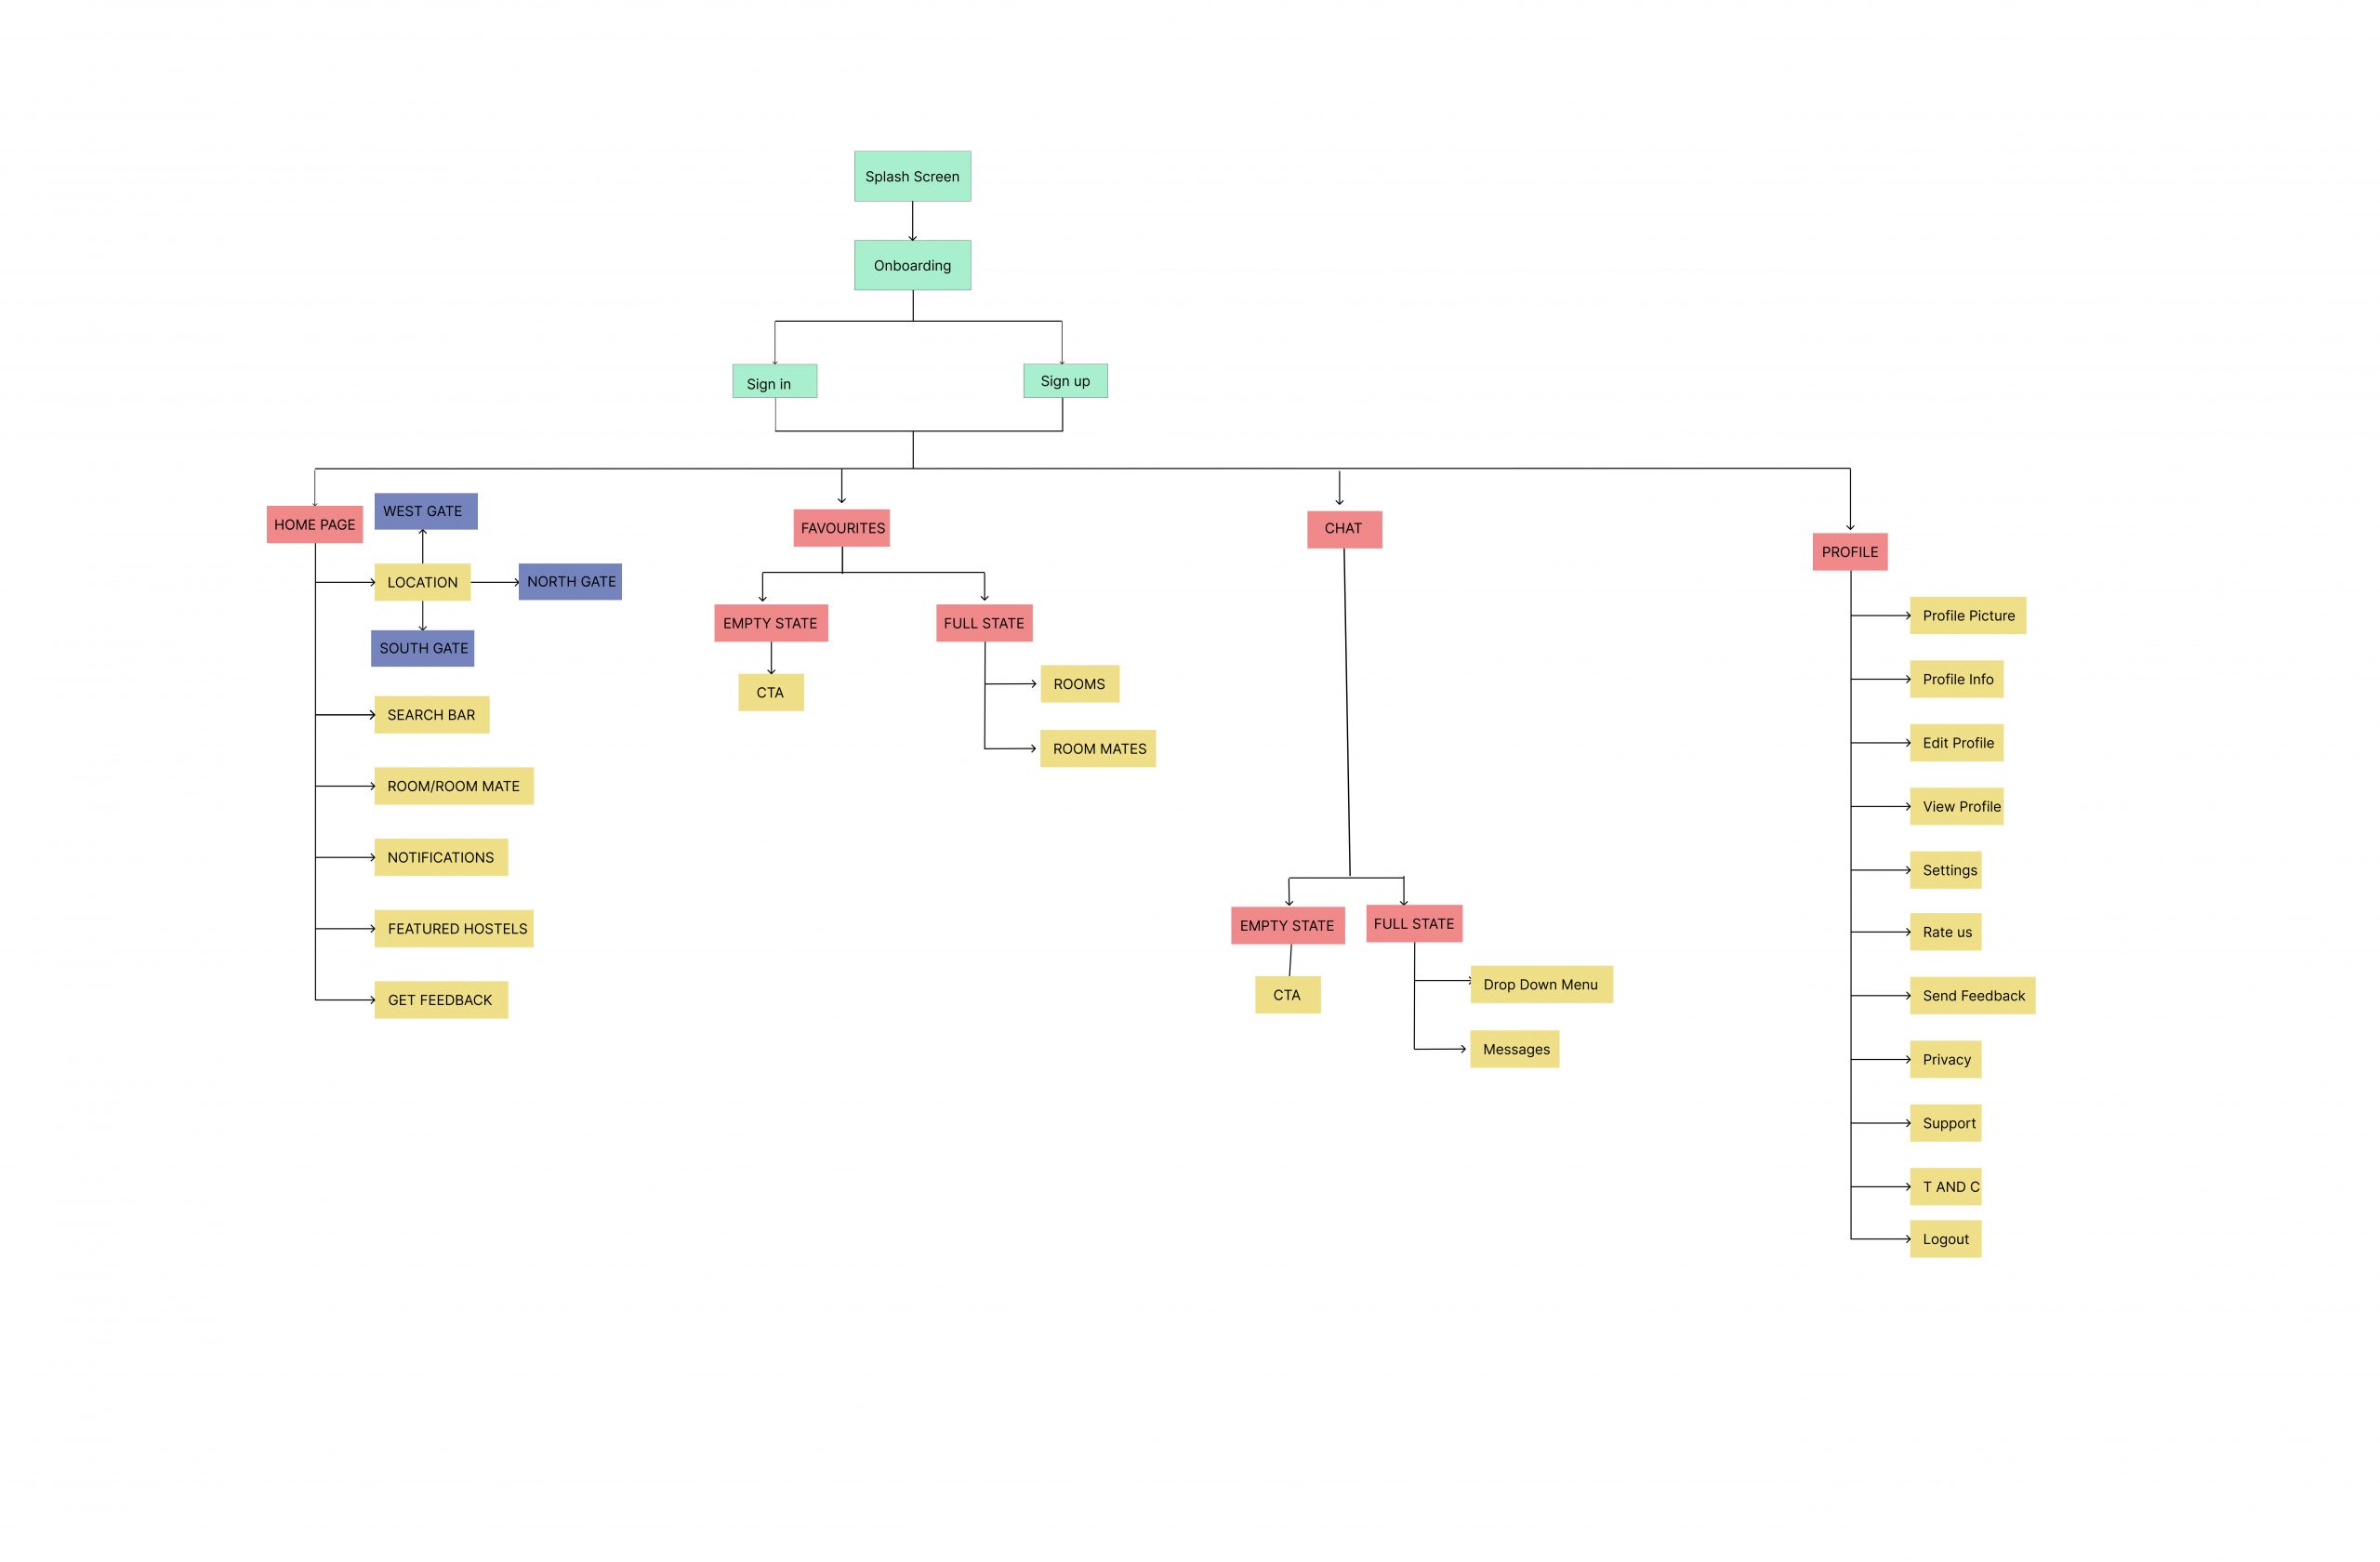 Splash Screen
Onboarding
Sign in
Sign up
HOME PAGE
WEST GATE
LOCATION
NORTH GATE
SOUTH GATE
SEARCH BAR
ROOM/ROOM MATE
NOTIFICATIONS
FEATURED HOSTELS
GET FEEDBACK
FAVOURITES
EMPTY STATE
CTA
FULL STATE
ROOMS
ROOM MATES
CHAT
EMPTY STATE
CTA
FULL STATE
Drop Down Menu
Messages
PROFILE
Profile Picture
Profile Info
Edit Profile
View Profile
Settings
Rate us
Send Feedback
Privacy
Support
T AND C
Logout